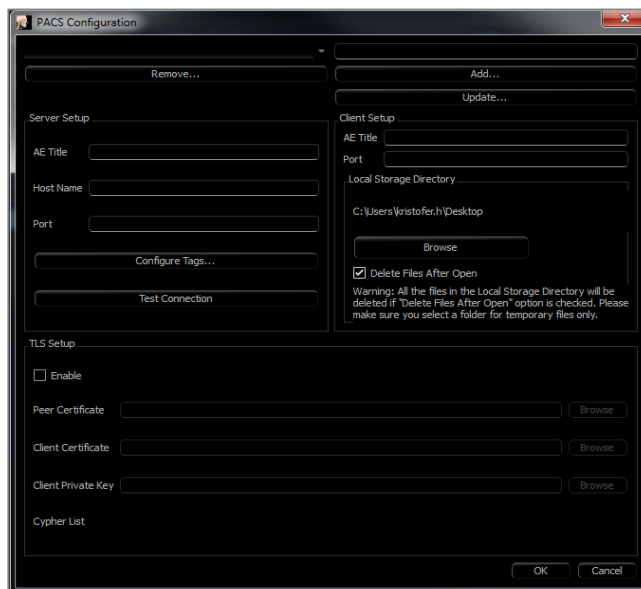 PACS Configuration
Remove...
Add...
Update...
Server Setup
AE Title
Host Name
Port
Configure Tags...
Test Connection
Client Setup
AE Title
Port
Local Storage Directory
C:\Users\kristofer.h\Desktop
Browse
Delete Files After Open
Warning: All the files in the Local Storage Directory will be
deleted if "Delete Files After Open" option is checked. Please
make sure you select a folder for temporary files only.
TLS Setup
Enable
Peer Certificate
Browse
Client Certificate
Browse
Client Private Key
Browse
Cypher List
OK
Cancel